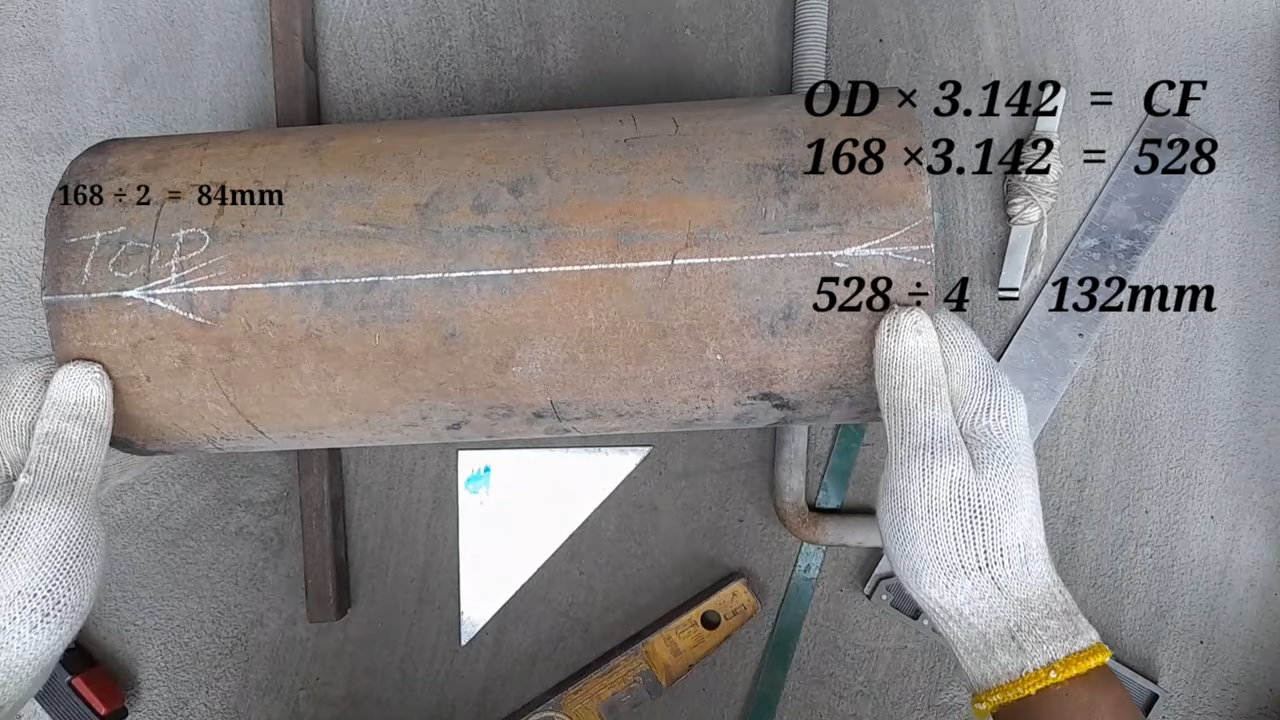 OD × 3.142 = CF
168 ×3.142 = 528
168 ÷ 2 = 84mm
Top
528 ÷ 4 = 132mm